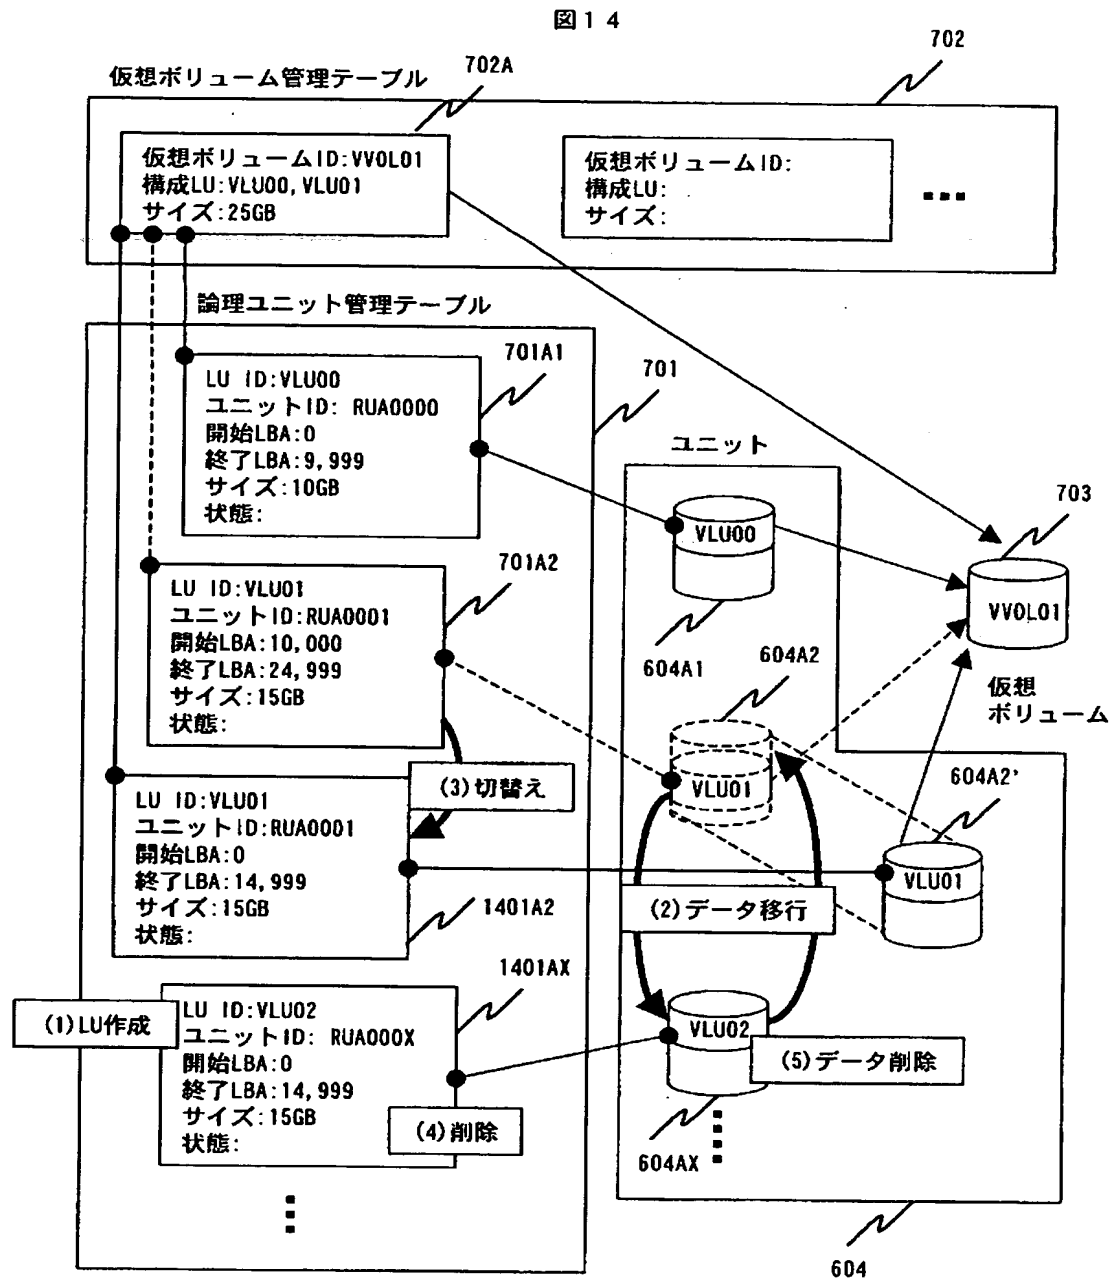 図14
702
702A
仮想ボリューム管理テーブル
仮想ボリュームID:VVOL01
構成LU:VLU00,VLU01
サイズ:25GB
仮想ボリュームID:
構成LU:
サイズ:
論理ユニット管理テーブル
701A1
701
LU ID:VLU00
ユニットID: RUA0000
開始LBA:0
終了LBA:9,999
サイズ:10GB
状態:
ユニット
703
VLU00
604A1
VVOL01
仮想
ボリューム
701A2
LU ID:VLU01
ユニットID:RUA0001
開始LBA:10,000
終了LBA:24,999
サイズ:15GB
状態:
604A2
VLU01
(3)切替え
604A2'
VLU01
LU ID:VLU01
ユニットID:RUA0001
開始LBA:0
終了LBA:14,999
サイズ:15GB
状態:
1401A2
(2)データ移行
1401AX
(1)LU作成
LU ID:VLU02
ユニットID: RUA000X
開始LBA:0
終了LBA:14,999
サイズ:15GB
状態:
(4)削除
VLU02
(5)データ削除
604AX
604